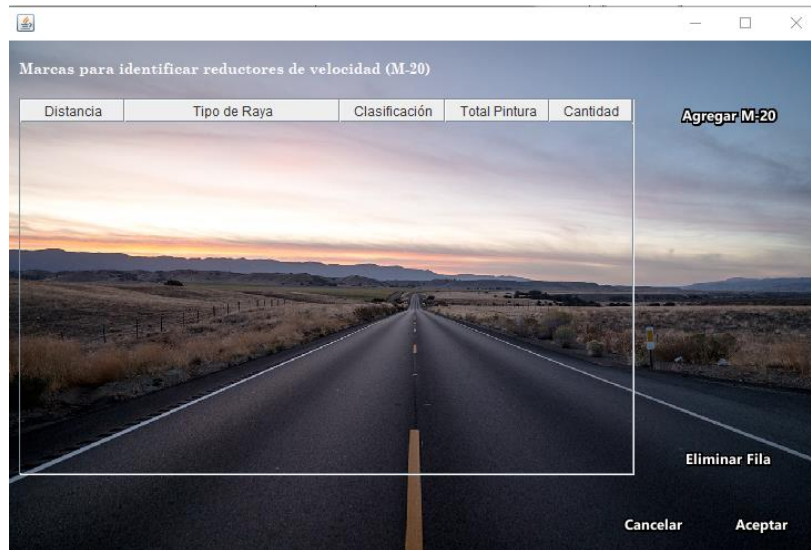 Marcas para identificar reductores de velocidad (M-20)
Distancia Tipo de Raya Clasificación Total Pintura Cantidad
Agregar M-20
Eliminar Fila
Cancelar Aceptar